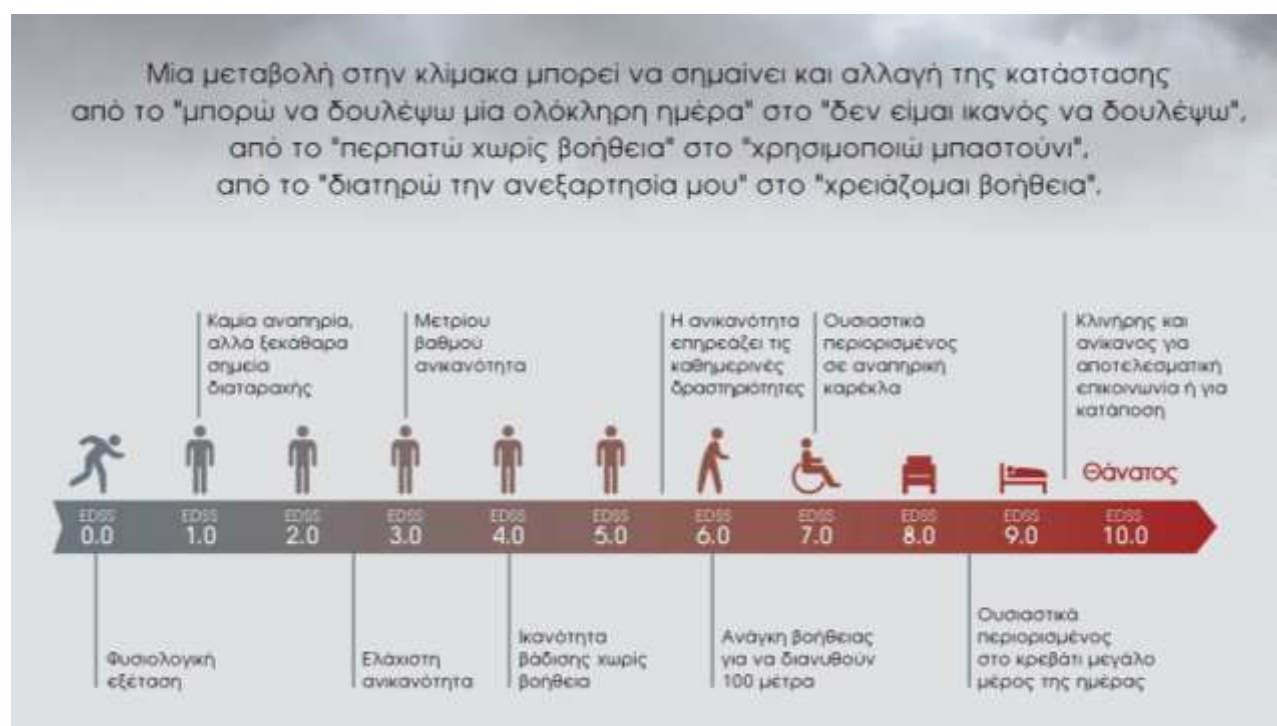 Μία μεταβολή στην κλίμακα μπορεί να σημαίνει και αλλαγή της κατάστασης
από το "μπορώ να δουλέψω μία ολόκληρη ημέρα" στο "δεν είμαι ικανός να δουλέψω",
από το "περπατώ χωρίς βοήθεια" στο "χρησιμοποιώ μπαστούνι",
από το "διατηρώ την ανεξαρτησία μου" στο "χρειάζομαι βοήθεια".
Καμία αναπηρία,
αλλά ξεκάθαρα
σημεία
διαταραχής
Μετρίου
βαθμού
ανικανότητα
Η ανικανότητα
επηρεάζει τις
καθημερινές
δραστηριότητες
Ουσιαστικά
περιορισμένος
σε αναπηρική
καρέκλα
Κλινήρης και
ανίκανος για
αποτελεσματική
επικοινωνία ή για
κατάποση
Θάνατος
EDSS
0.0
EDSS
1.0
EDSS
2.0
EDSS
3.0
EDSS
4.0
EDSS
5.0
EDSS
6.0
EDSS
7.0
EDSS
8.0
EDSS
9.0
EDSS
10.0
Φυσιολογική
εξέταση
Ελάχιστη
ανικανότητα
Ικανότητα
βάδισης χωρίς
βοηθεια
Ανάγκη βοήθειας
για να διανυθούν
100 μέτρα
Ουσιαστικά
περιορισμένος
στο κρεβάτι μεγάλο
μέρος της ημέρας